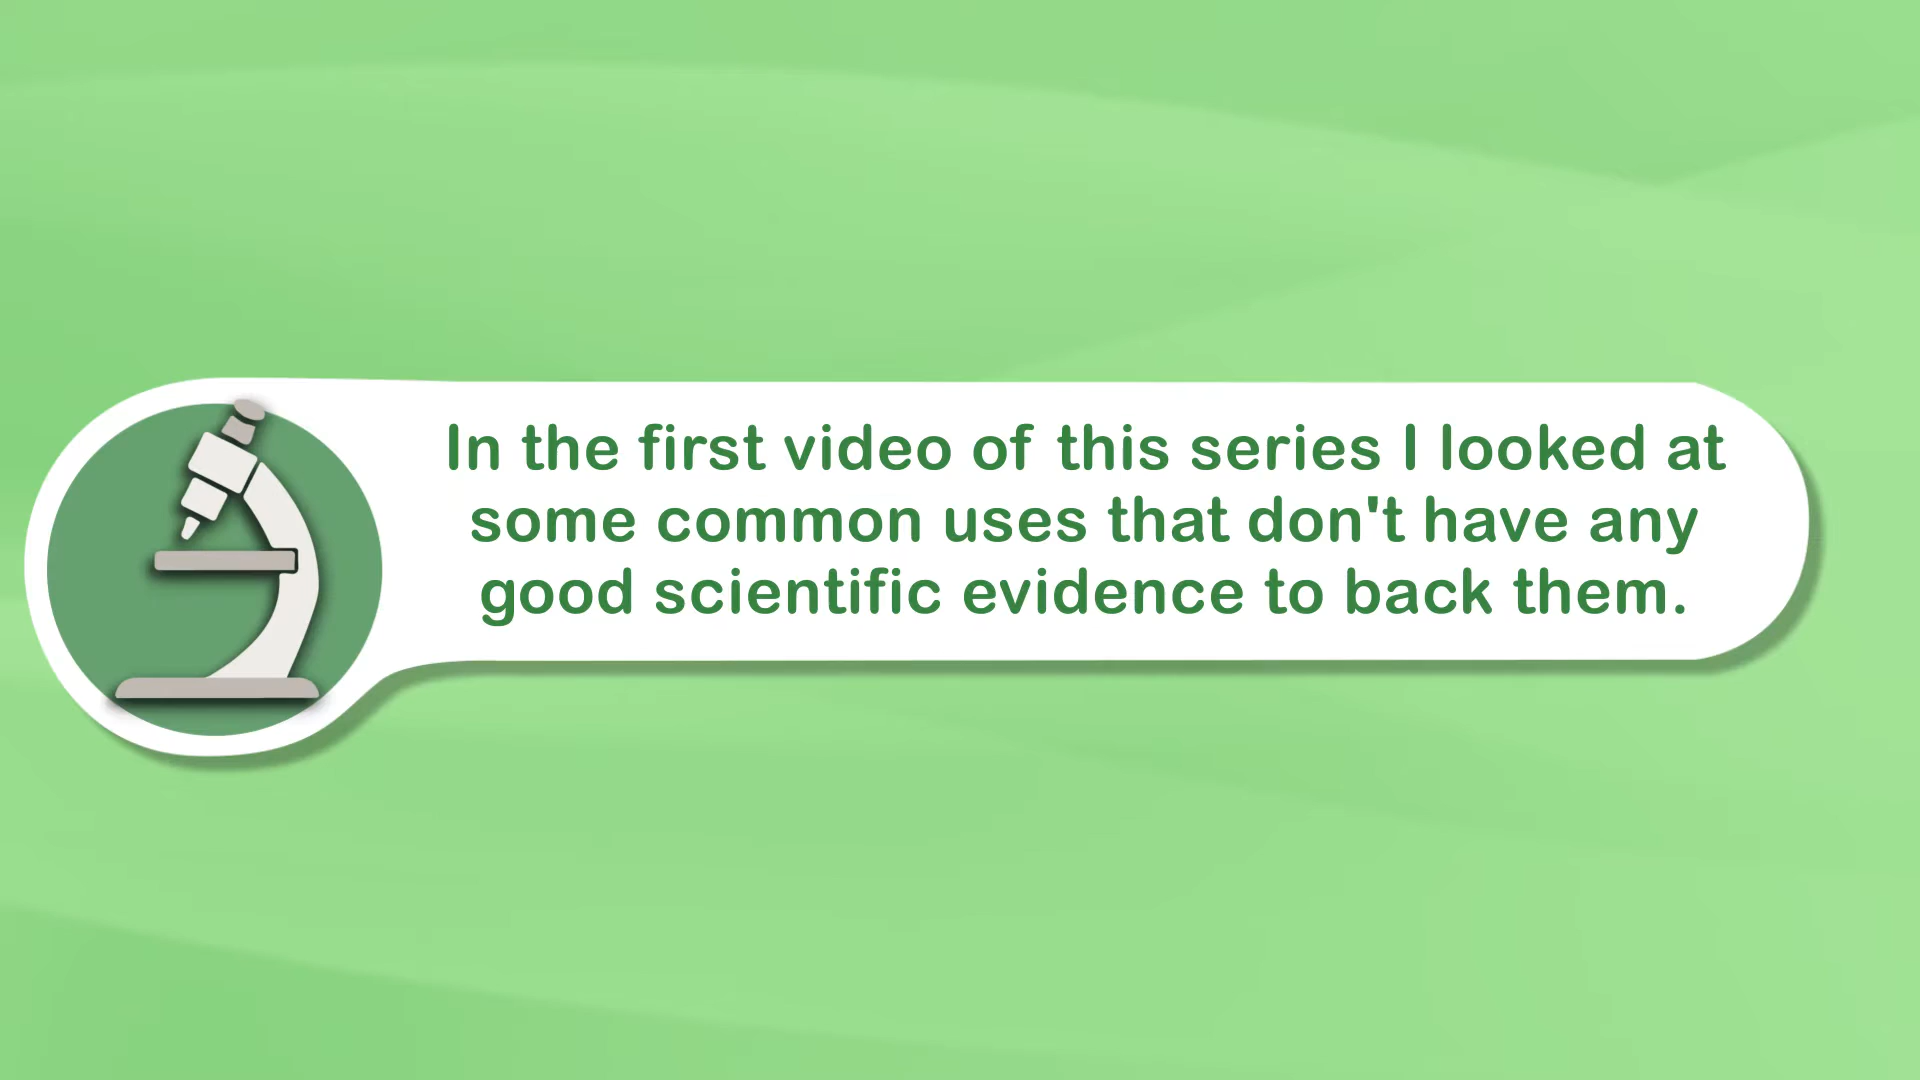 In the first video of this series I looked at
some common uses that don't have any
good scientific evidence to back them.